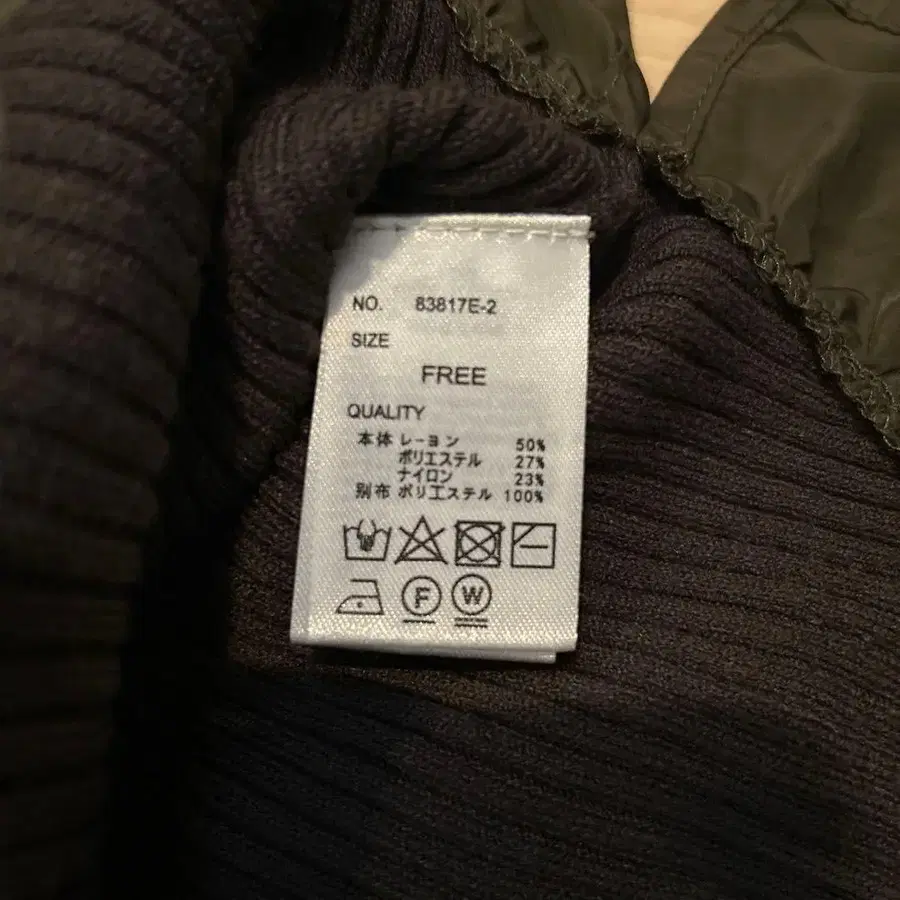 NO. 83817E-2
SIZE
FREE
QUALITY
本体 レーヨン 50%
ポリエステル 27%
ナイロン 23%
別布 ポリエステル 100%
F W